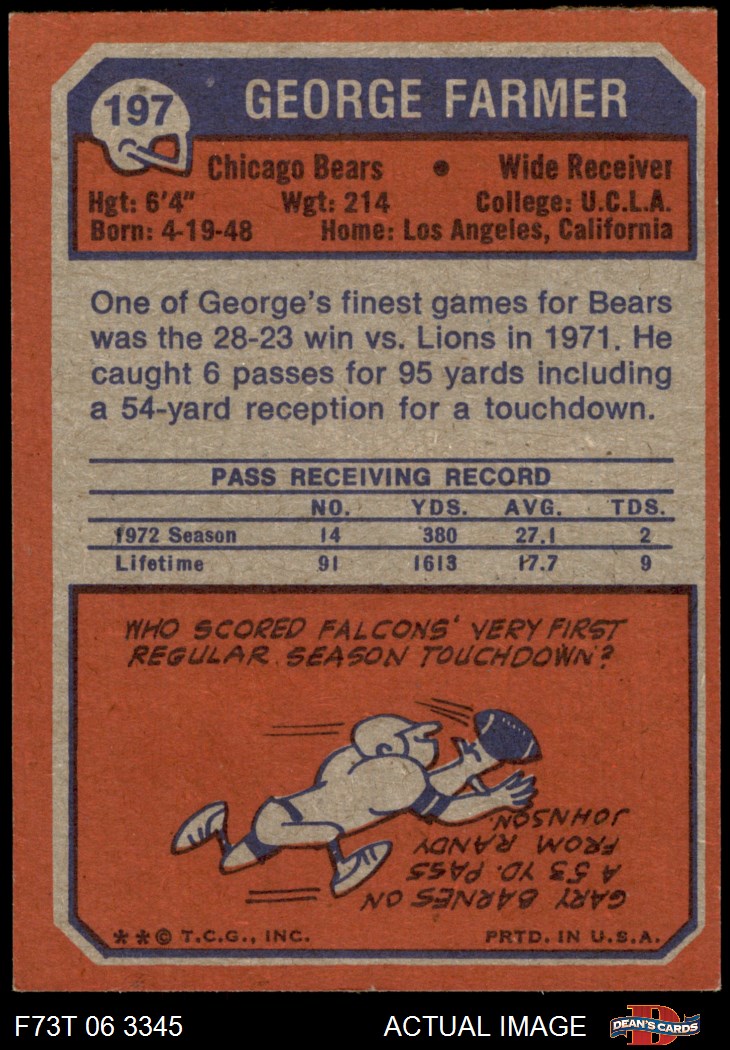 197
GEORGE FARMER
Chicago Bears • Wide Receiver
Hgt: 6'4" Wgt: 214 College: U.C.L.A.
Born: 4-19-48 Home: Los Angeles, California
One of George's finest games for Bears
was the 28-23 win vs. Lions in 1971. He
caught 6 passes for 95 yards including
a 54-yard reception for a touchdown.
PASS RECEIVING RECORD
NO. YDS. AVG. TDS.
1972 Season 14 380 27.1 2
Lifetime 91 1613 17.7 9
WHO SCORED FALCONS' VERY FIRST
REGULAR SEASON TOUCHDOWN?
GARY BARNES ON
A 53 YD. PASS
FROM RANDY
JOHNSON.
**© T.C.G., INC. PRTD. IN U.S.A.
F73T 06 3345 ACTUAL IMAGE
D
DEAN'S CARDS